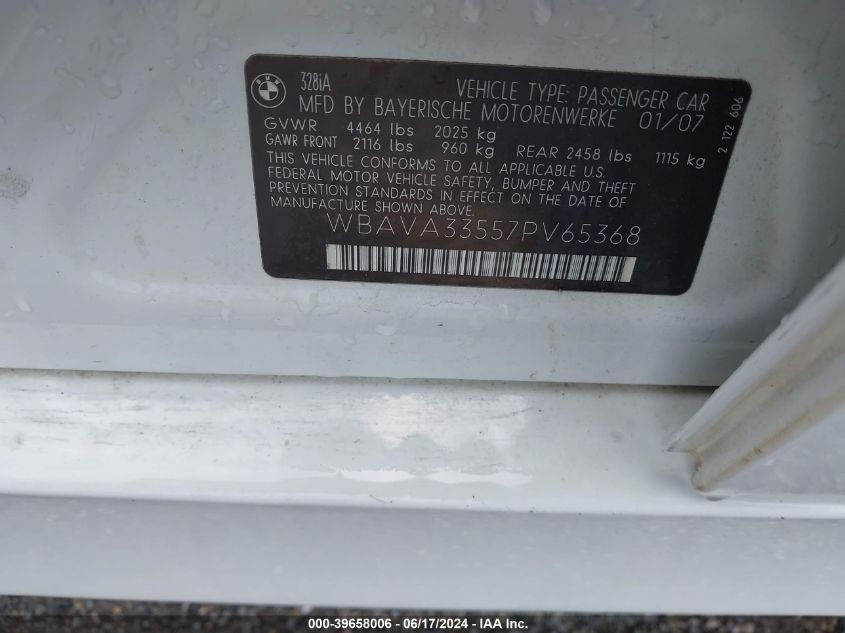 BMW
328iA
VEHICLE TYPE: PASSENGER CAR
MFD BY BAYERISCHE MOTORENWERKE 01/07
GVWR 4464 lbs 2025 kg
GAWR FRONT 2116 lbs 960 kg REAR 2458 lbs 1115 kg
THIS VEHICLE CONFORMS TO ALL APPLICABLE U.S.
FEDERAL MOTOR VEHICLE SAFETY, BUMPER AND THEFT
PREVENTION STANDARDS IN EFFECT ON THE DATE OF
MANUFACTURE SHOWN ABOVE.
WBAVA33557PV65368
2 122 606
000-39658006 - 06/17/2024 - IAA Inc.